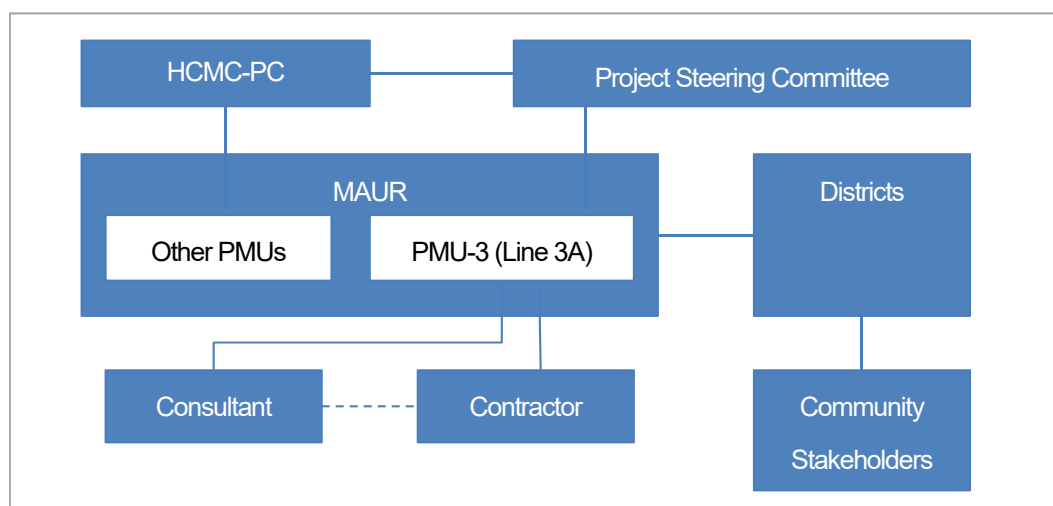 HCMC-PC
Project Steering Committee
MAUR
Districts
Other PMUs
PMU-3 (Line 3A)
Consultant
Contractor
Community
Stakeholders